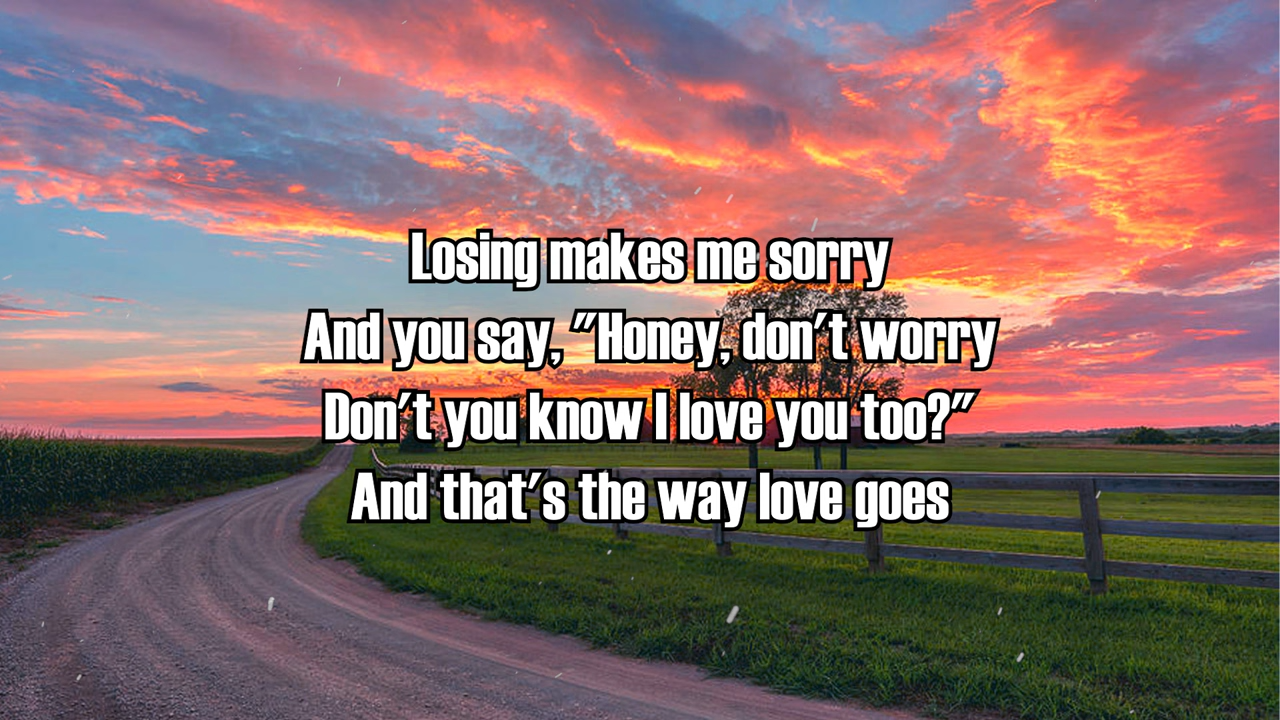 Losing makes me sorry
And you say, "Honey, don't worry
Don't you know I love you too?"
And that's the way love goes